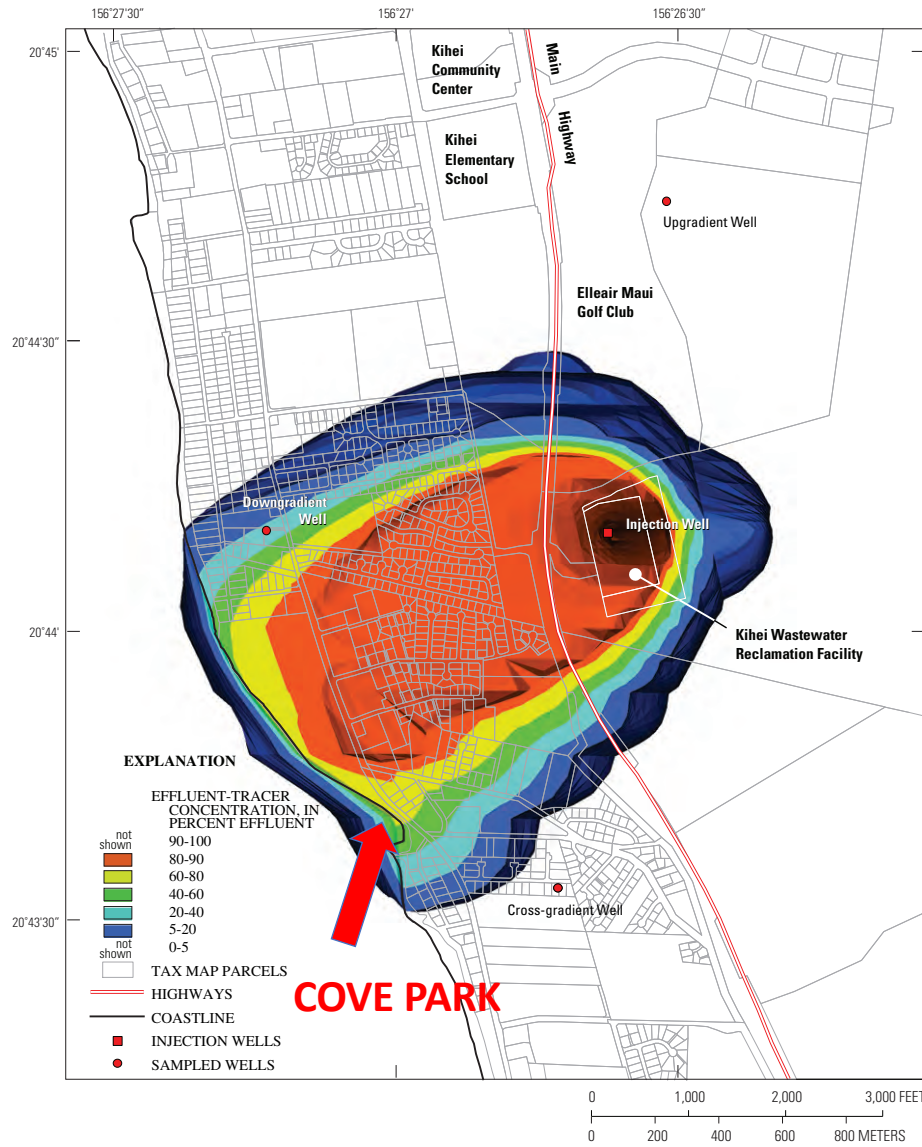 156°27'30"
156°27'
156°26'30"
20°45'
Kihei
Community
Center
Main
Highway
Kihei
Elementary
School
Upgradient Well
Elleair Maui
Golf Club
20°44'30"
Downgradient
Well
Injection Well
20°44'
Kihei Wastewater
Reclamation Facility
EXPLANATION
EFFLUENT-TRACER
CONCENTRATION, IN
PERCENT EFFLUENT
not
shown
90-100
80-90
60-80
40-60
20-40
5-20
not
shown
0-5
TAX MAP PARCELS
HIGHWAYS
COASTLINE
INJECTION WELLS
SAMPLED WELLS
20°43'30"
Cross-gradient Well
COVE PARK
0 1,000 2,000 3,000 FEET
0 200 400 600 800 METERS